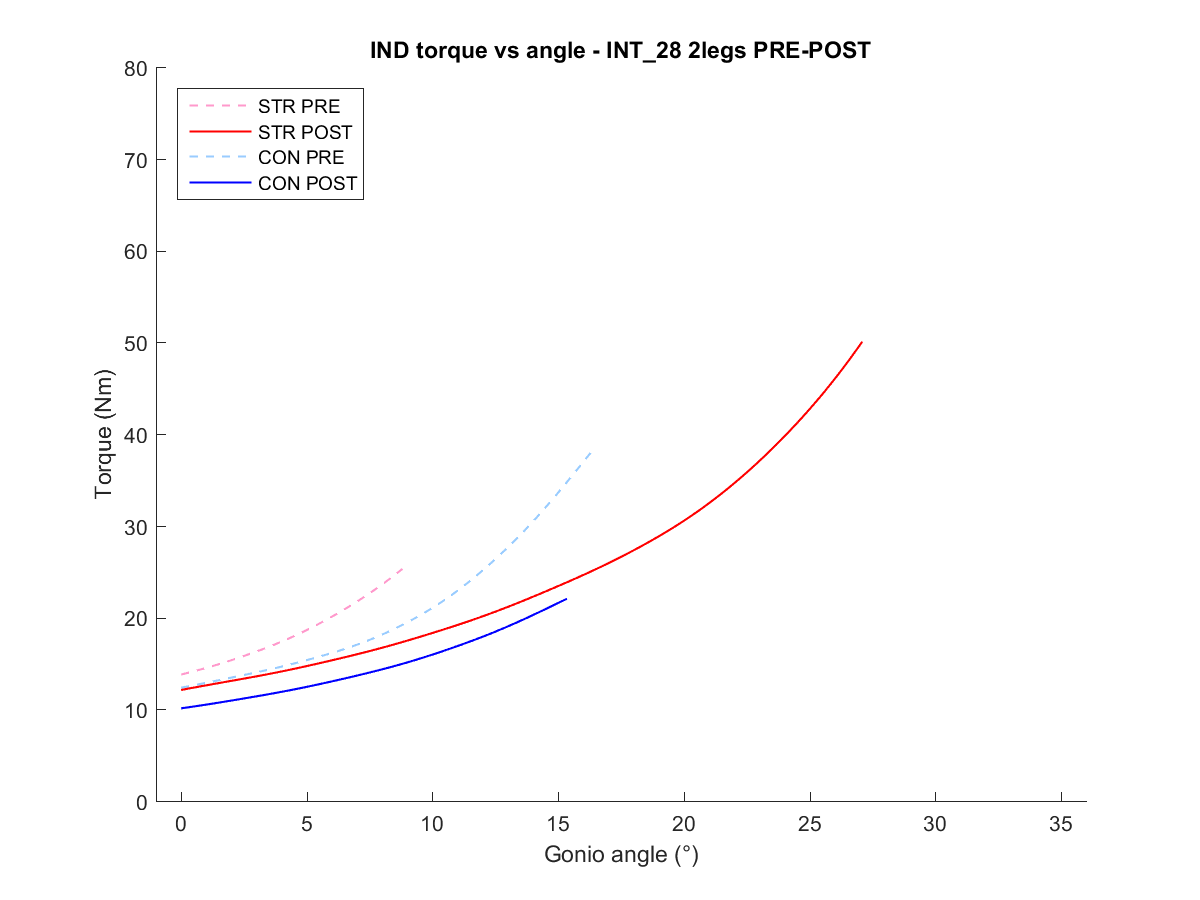 IND torque vs angle - INT_28 2legs PRE-POST
80
70
60
50
40
30
20
10
0
Torque (Nm)
STR PRE
STR POST
CON PRE
CON POST
0 5 10 15 20 25 30 35
Gonio angle (°)